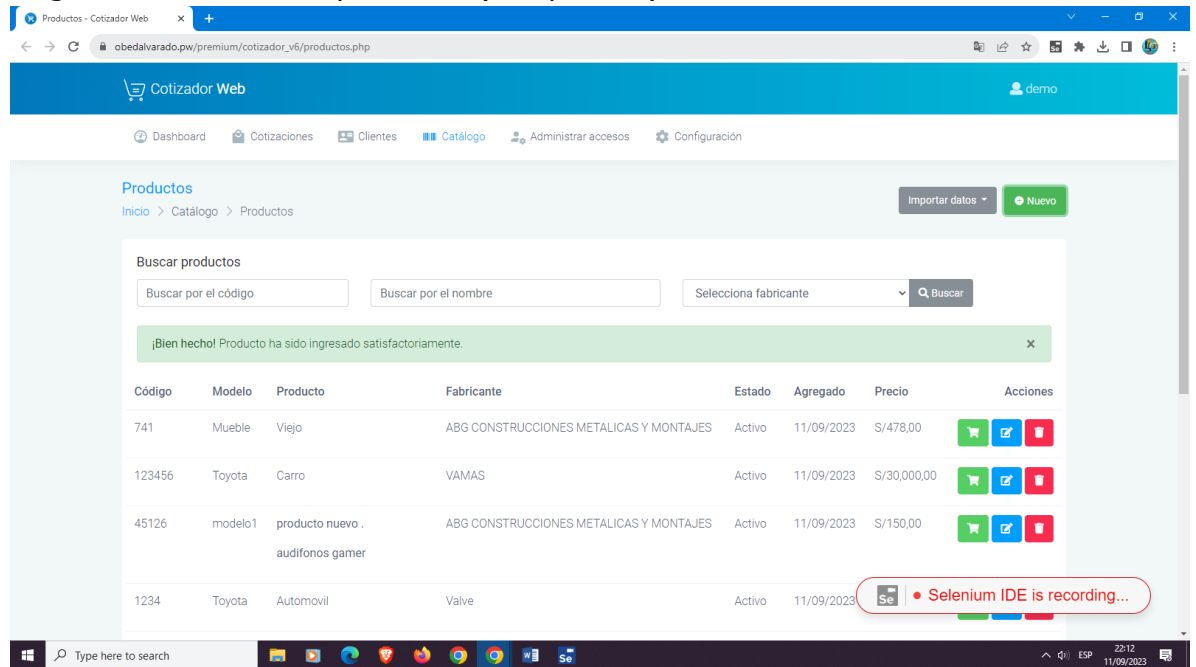 Productos - Cotizador Web
obedalvarado.pw/premium/cotizador_v6/productos.php
Cotizador Web
demo
Dashboard Cotizaciones Clientes Catálogo Administrar accesos Configuración
Productos
Inicio > Catálogo > Productos
Importar datos
Nuevo
Buscar productos
Buscar por el código Buscar por el nombre Selecciona fabricante Buscar
¡Bien hecho! Producto ha sido ingresado satisfactoriamente. ×
Código Modelo Producto Fabricante Estado Agregado Precio Acciones
741 Mueble Viejo ABG CONSTRUCCIONES METALICAS Y MONTAJES Activo 11/09/2023 S/478,00
123456 Toyota Carro VAMAS Activo 11/09/2023 S/30,000,00
45126 modelo1 producto nuevo . ABG CONSTRUCCIONES METALICAS Y MONTAJES Activo 11/09/2023 S/150,00
audifonos gamer
1234 Toyota Automovil Valve Activo 11/09/2023
Se Selenium IDE is recording...
Type here to search
ESP
22:12
11/09/2023